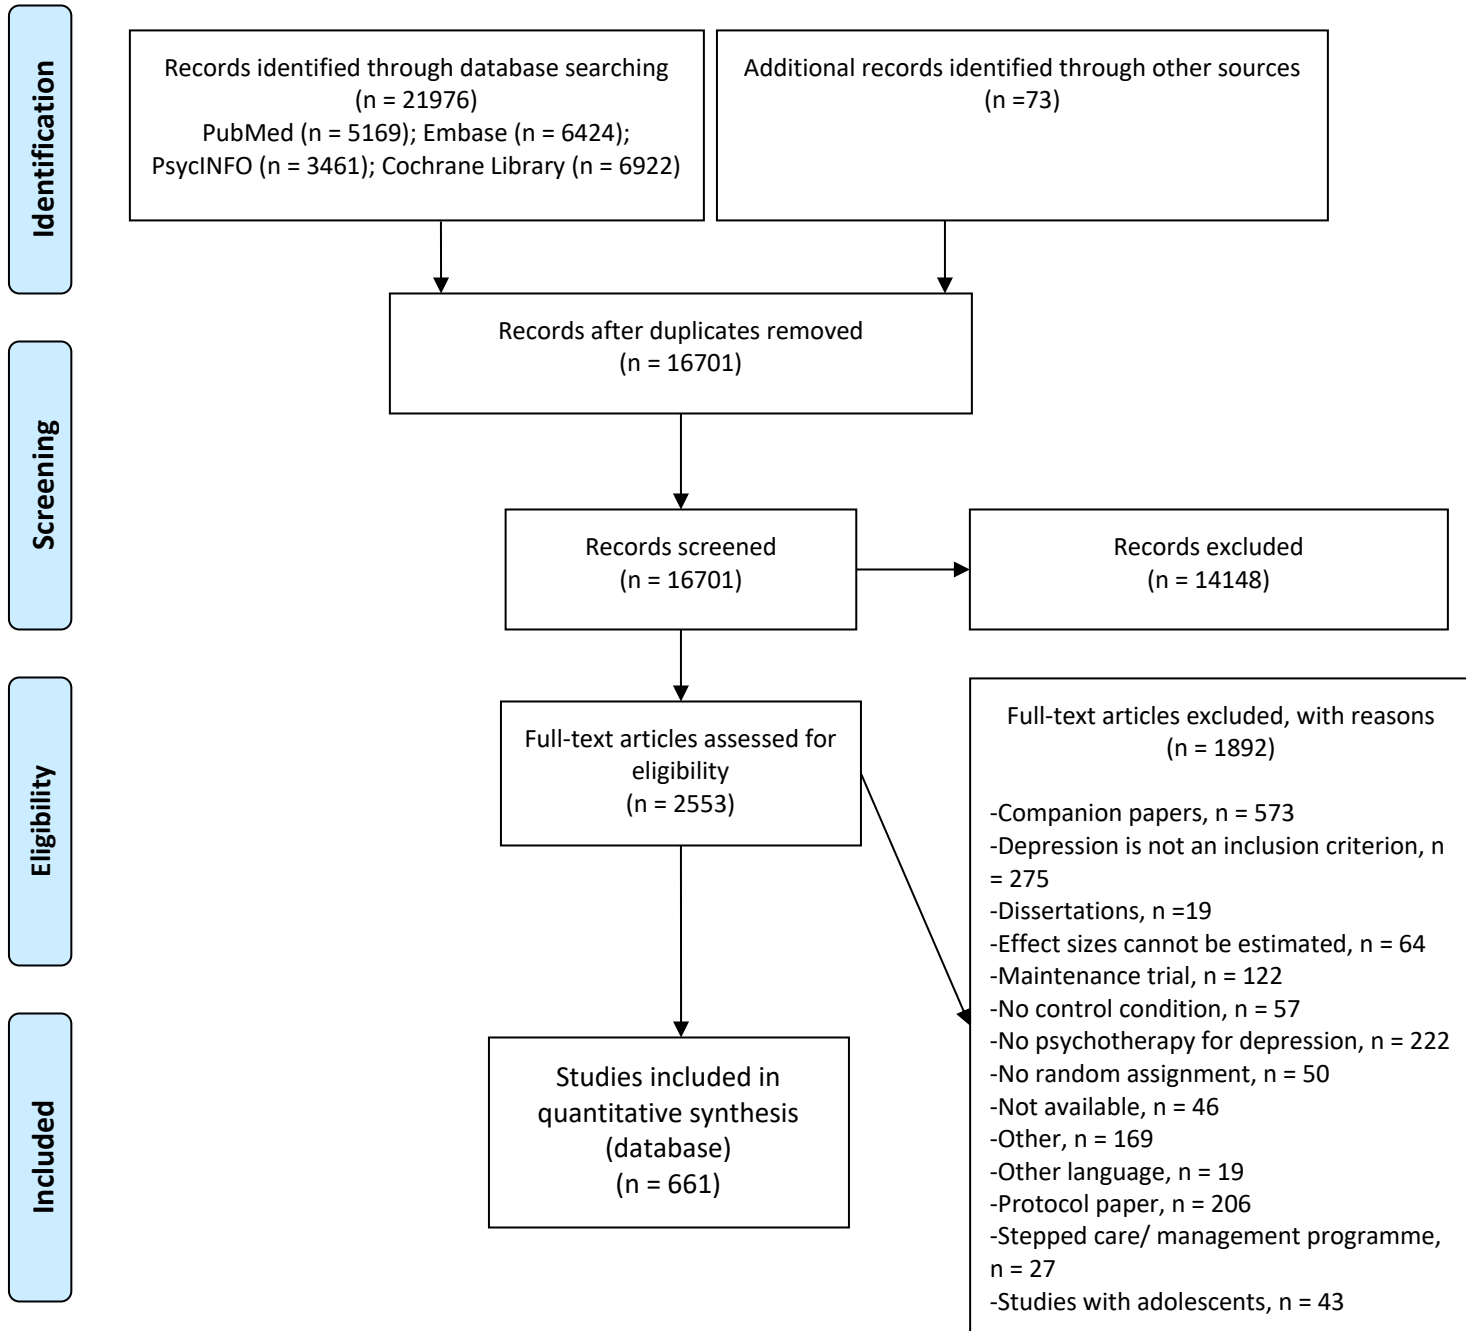 Identification
Records identified through database searching
(n = 21976)
PubMed (n = 5169); Embase (n = 6424);
PsycINFO (n = 3461); Cochrane Library (n = 6922)
Additional records identified through other sources
(n =73)
Records after duplicates removed
(n = 16701)
Screening
Records screened
(n = 16701)
Records excluded
(n = 14148)
Eligibility
Full-text articles assessed for
eligibility
(n = 2553)
Full-text articles excluded, with reasons
(n = 1892)
-Companion papers, n = 573
-Depression is not an inclusion criterion, n
= 275
-Dissertations, n =19
-Effect sizes cannot be estimated, n = 64
-Maintenance trial, n = 122
-No control condition, n = 57
-No psychotherapy for depression, n = 222
-No random assignment, n = 50
-Not available, n = 46
-Other, n = 169
-Other language, n = 19
-Protocol paper, n = 206
-Stepped care/ management programme,
n = 27
-Studies with adolescents, n = 43
Included
Studies included in
quantitative synthesis
(database)
(n = 661)